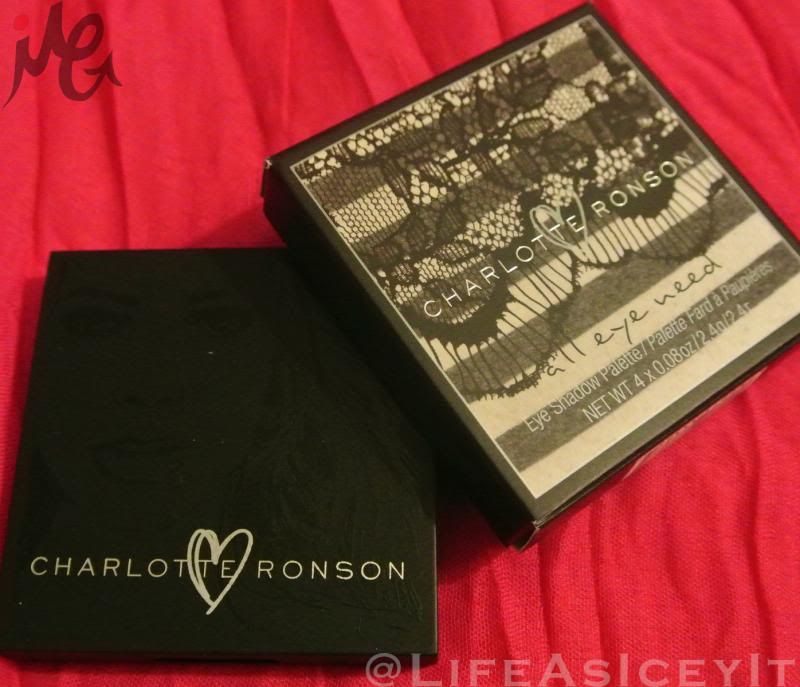 CHARLOTTE RONSON
all eye need
Eye Shadow Palette/Palette Fard à Paupières
NET WT 4 x 0.08oz/2.4g/2.4r
CHARLOTTE RONSON
@LIFEASICEYIT